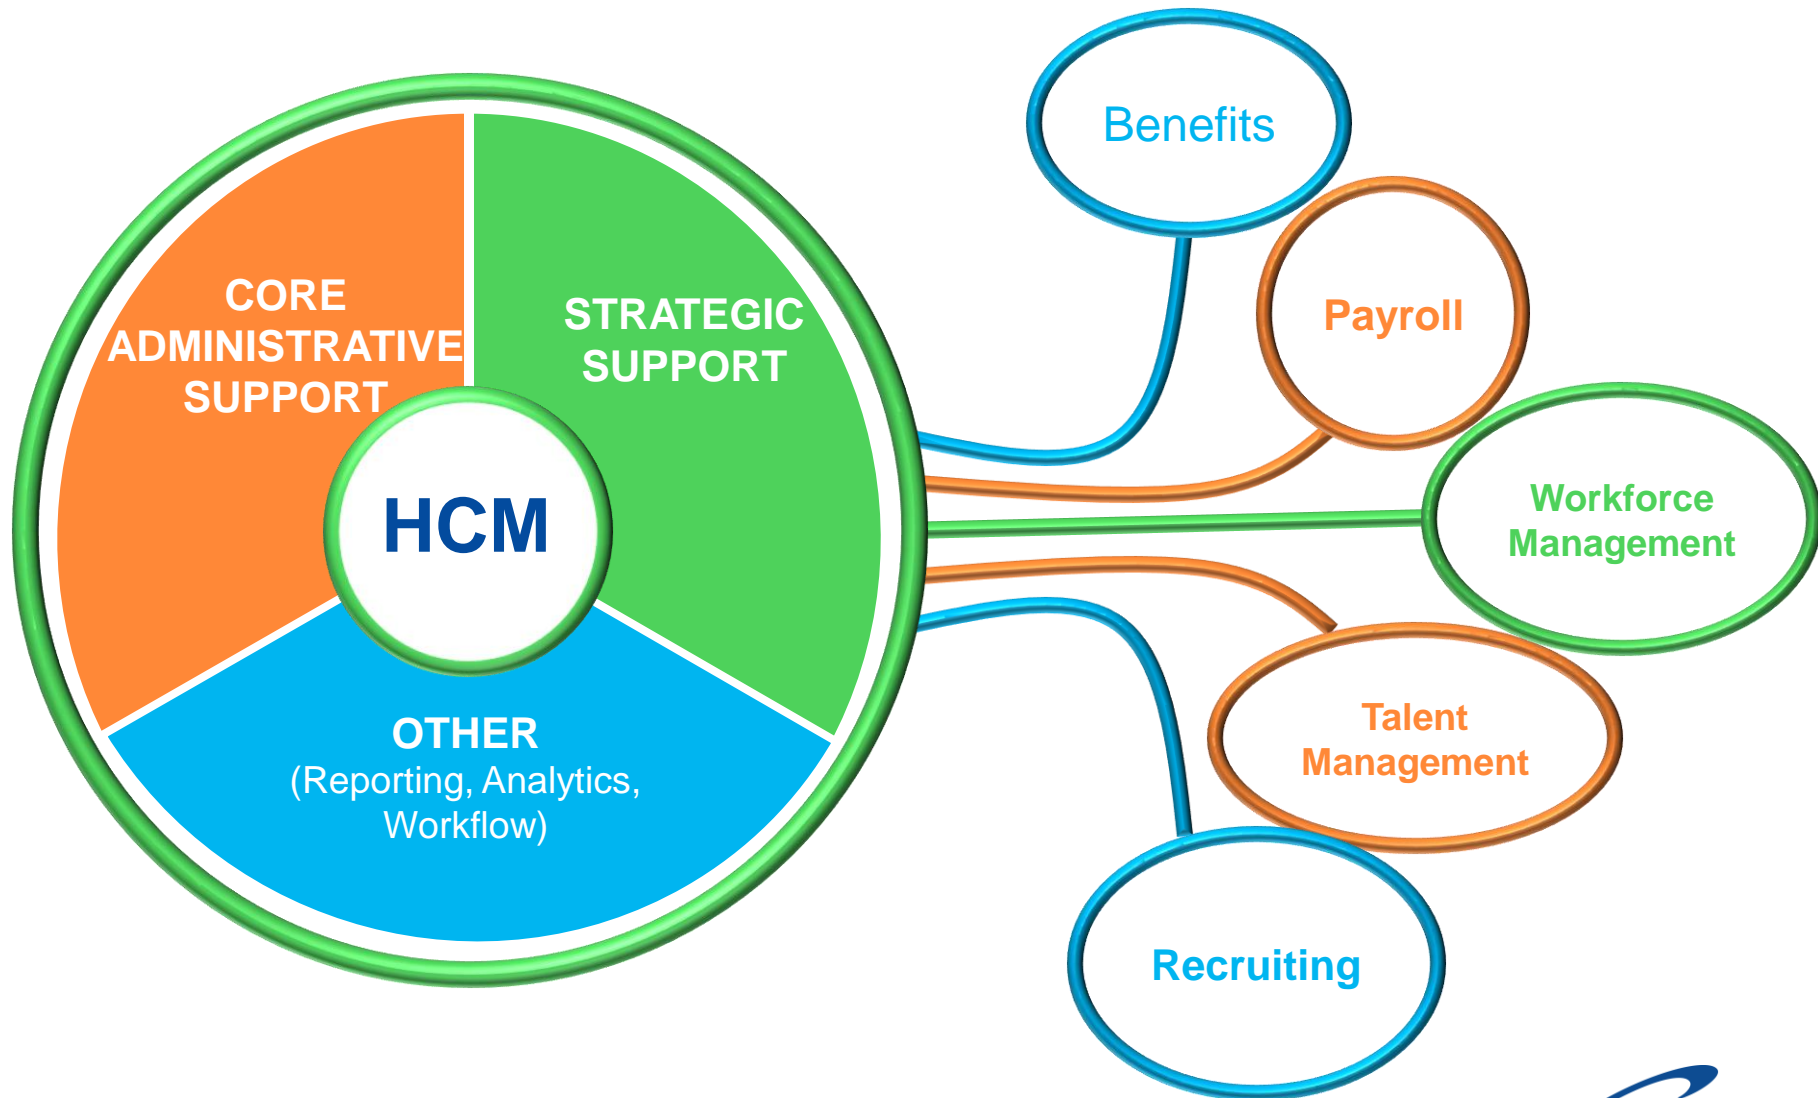 CORE
ADMINISTRATIVE
SUPPORT
STRATEGIC
SUPPORT
HCM
OTHER
(Reporting, Analytics,
Workflow)
Benefits
Payroll
Workforce
Management
Talent
Management
Recruiting